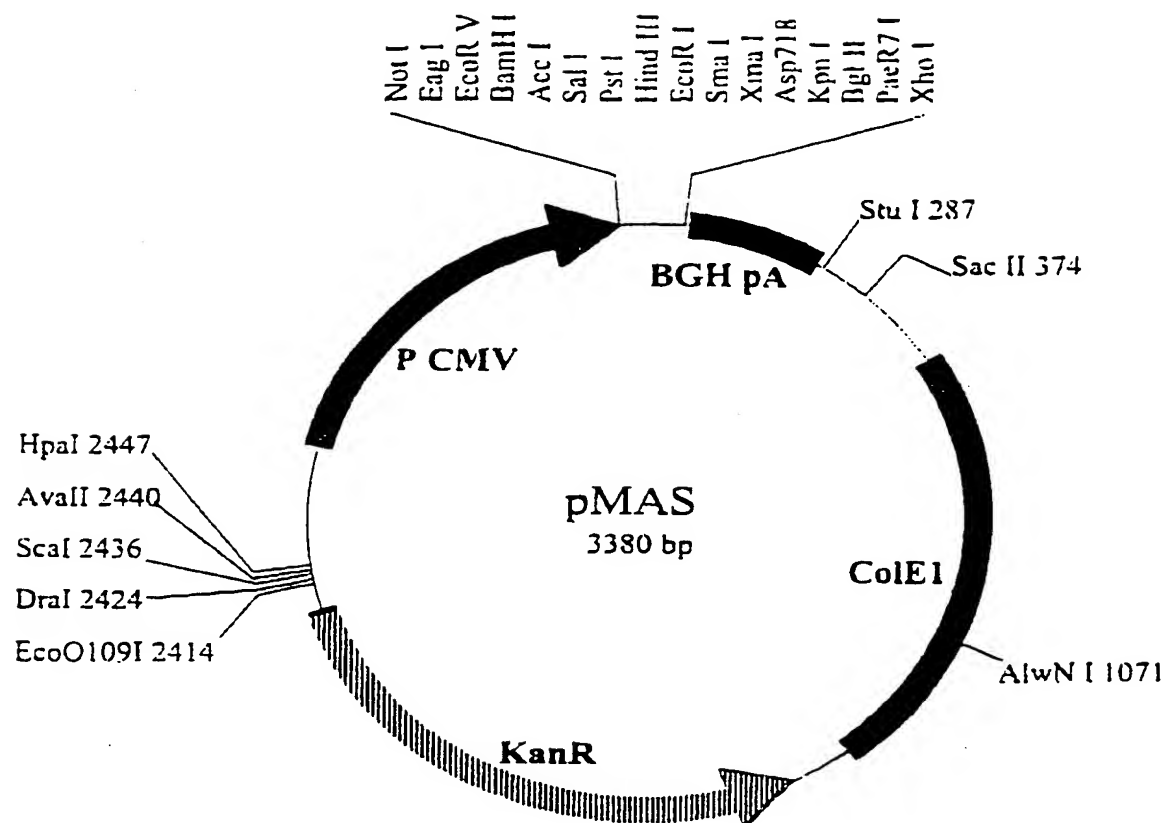 Not I
Eag I
EcoR V
BamH I
Acc I
Sal I
Pst I
Hind III
EcoR I
Sma I
Xma I
Asp718
Kpn I
Bgl II
PaeR7 I
Xho I
Stu I 287
Sac II 374
BGH pA
P CMV
HpaI 2447
AvaII 2440
ScaI 2436
DraI 2424
EcoO109I 2414
pMAS
3380 bp
ColE1
AlwN I 1071
KanR